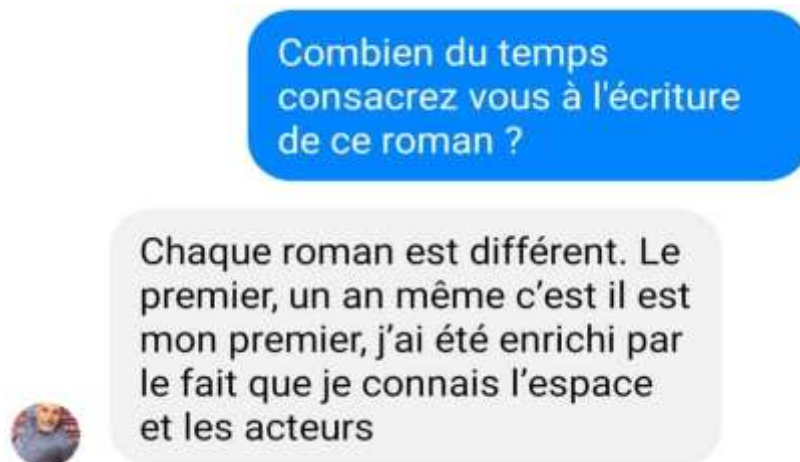 Combien du temps
consacrez vous à l'écriture
de ce roman ?
Chaque roman est différent. Le
premier, un an même c’est il est
mon premier, j’ai été enrichi par
le fait que je connais l’espace
et les acteurs